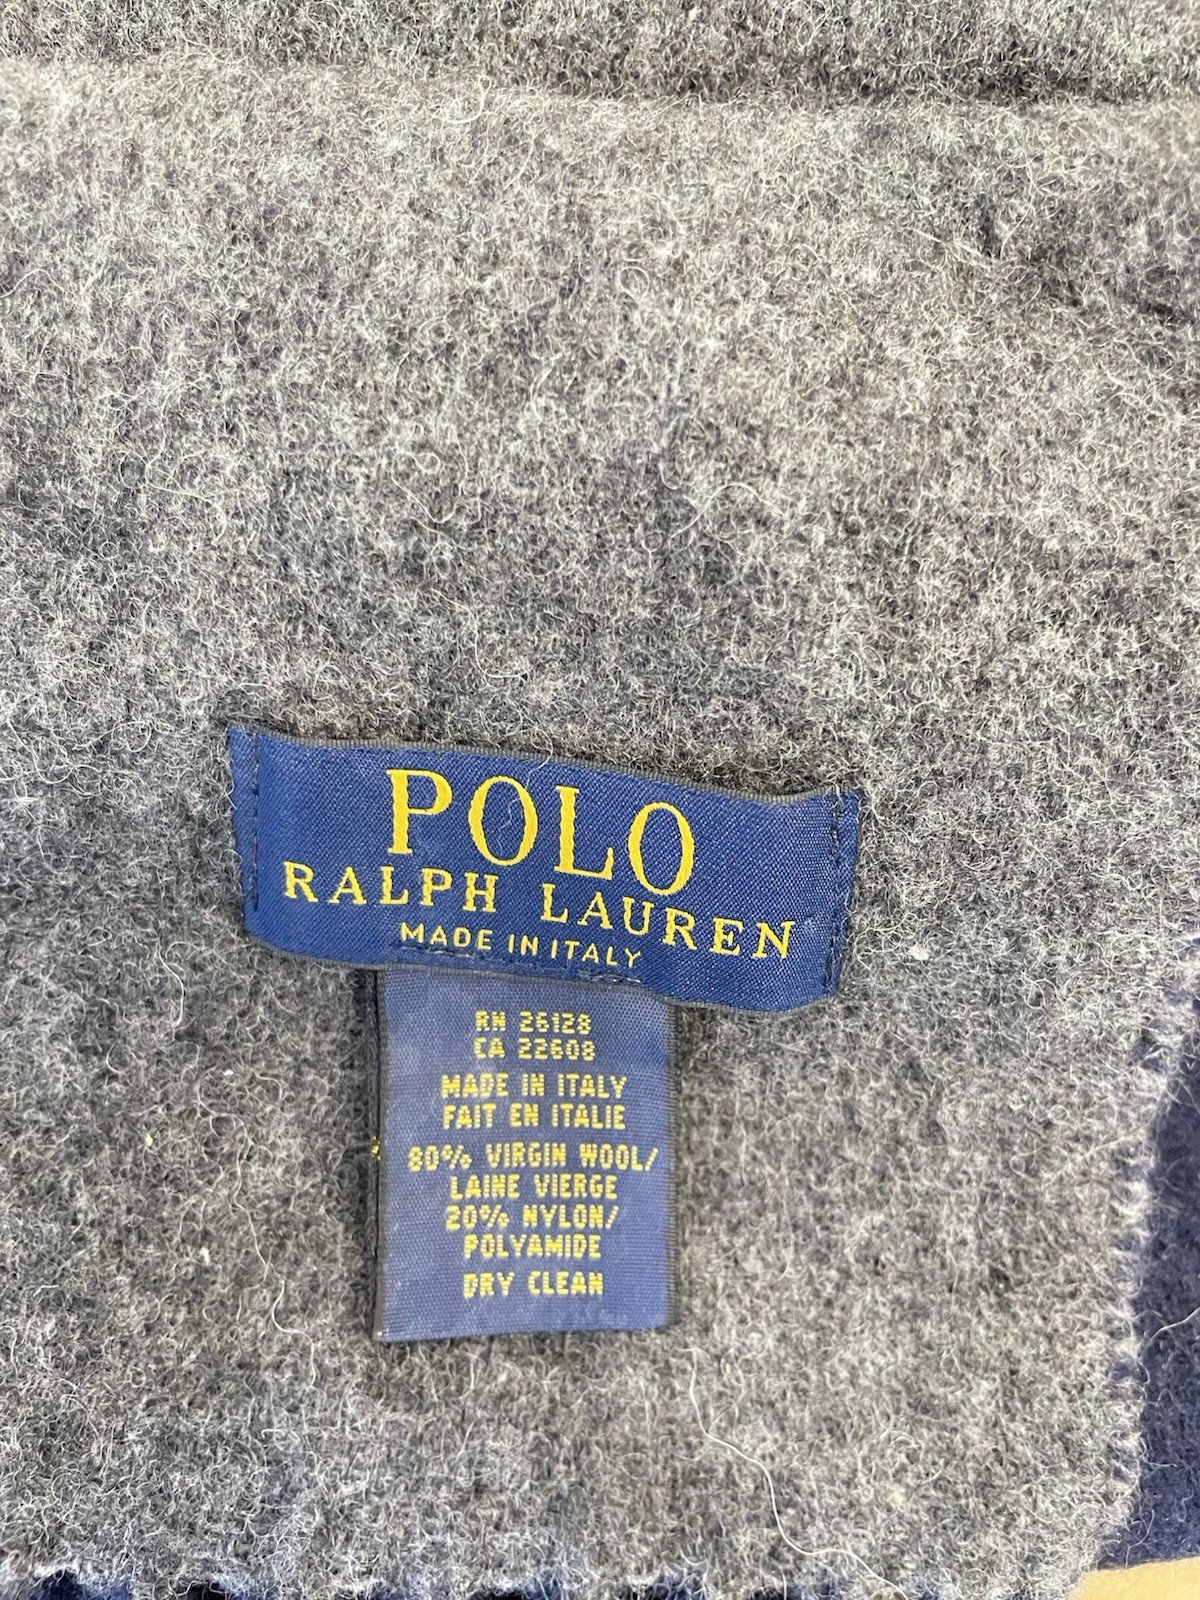 POLO
RALPH LAUREN
MADE IN ITALY
RN 26128
CA 22608
MADE IN ITALY
FAIT EN ITALIE
80% VIRGIN WOOL/
LAINE VIERGE
20% NYLON/
POLYAMIDE
DRY CLEAN